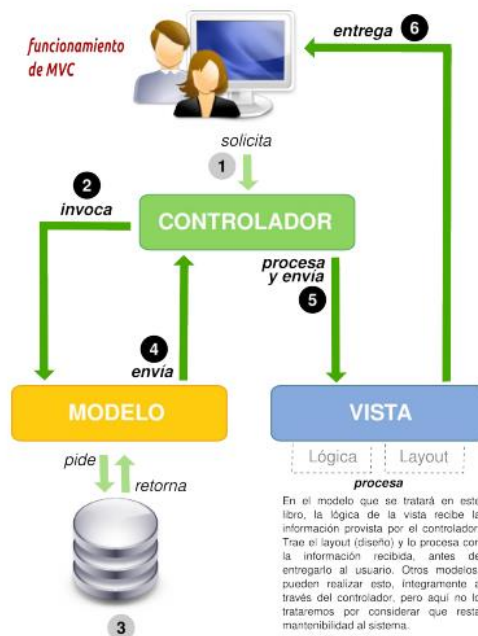 funcionamiento
de MVC
entrega 6
solicita
1
2
invoca
CONTROLADOR
procesa
y envía
5
4
envía
MODELO
VISTA
Lógica Layout
pide
retorna
procesa
En el modelo que se tratará en este
libro, la lógica de la vista recibe la
información provista por el controlador.
Trae el layout (diseño) y lo procesa con
la información recibida, antes de
entregarlo al usuario. Otros modelos,
pueden realizar esto, íntegramente a
través del controlador, pero aquí no lo
trataremos por considerar que resta
mantenibilidad al sistema.
3